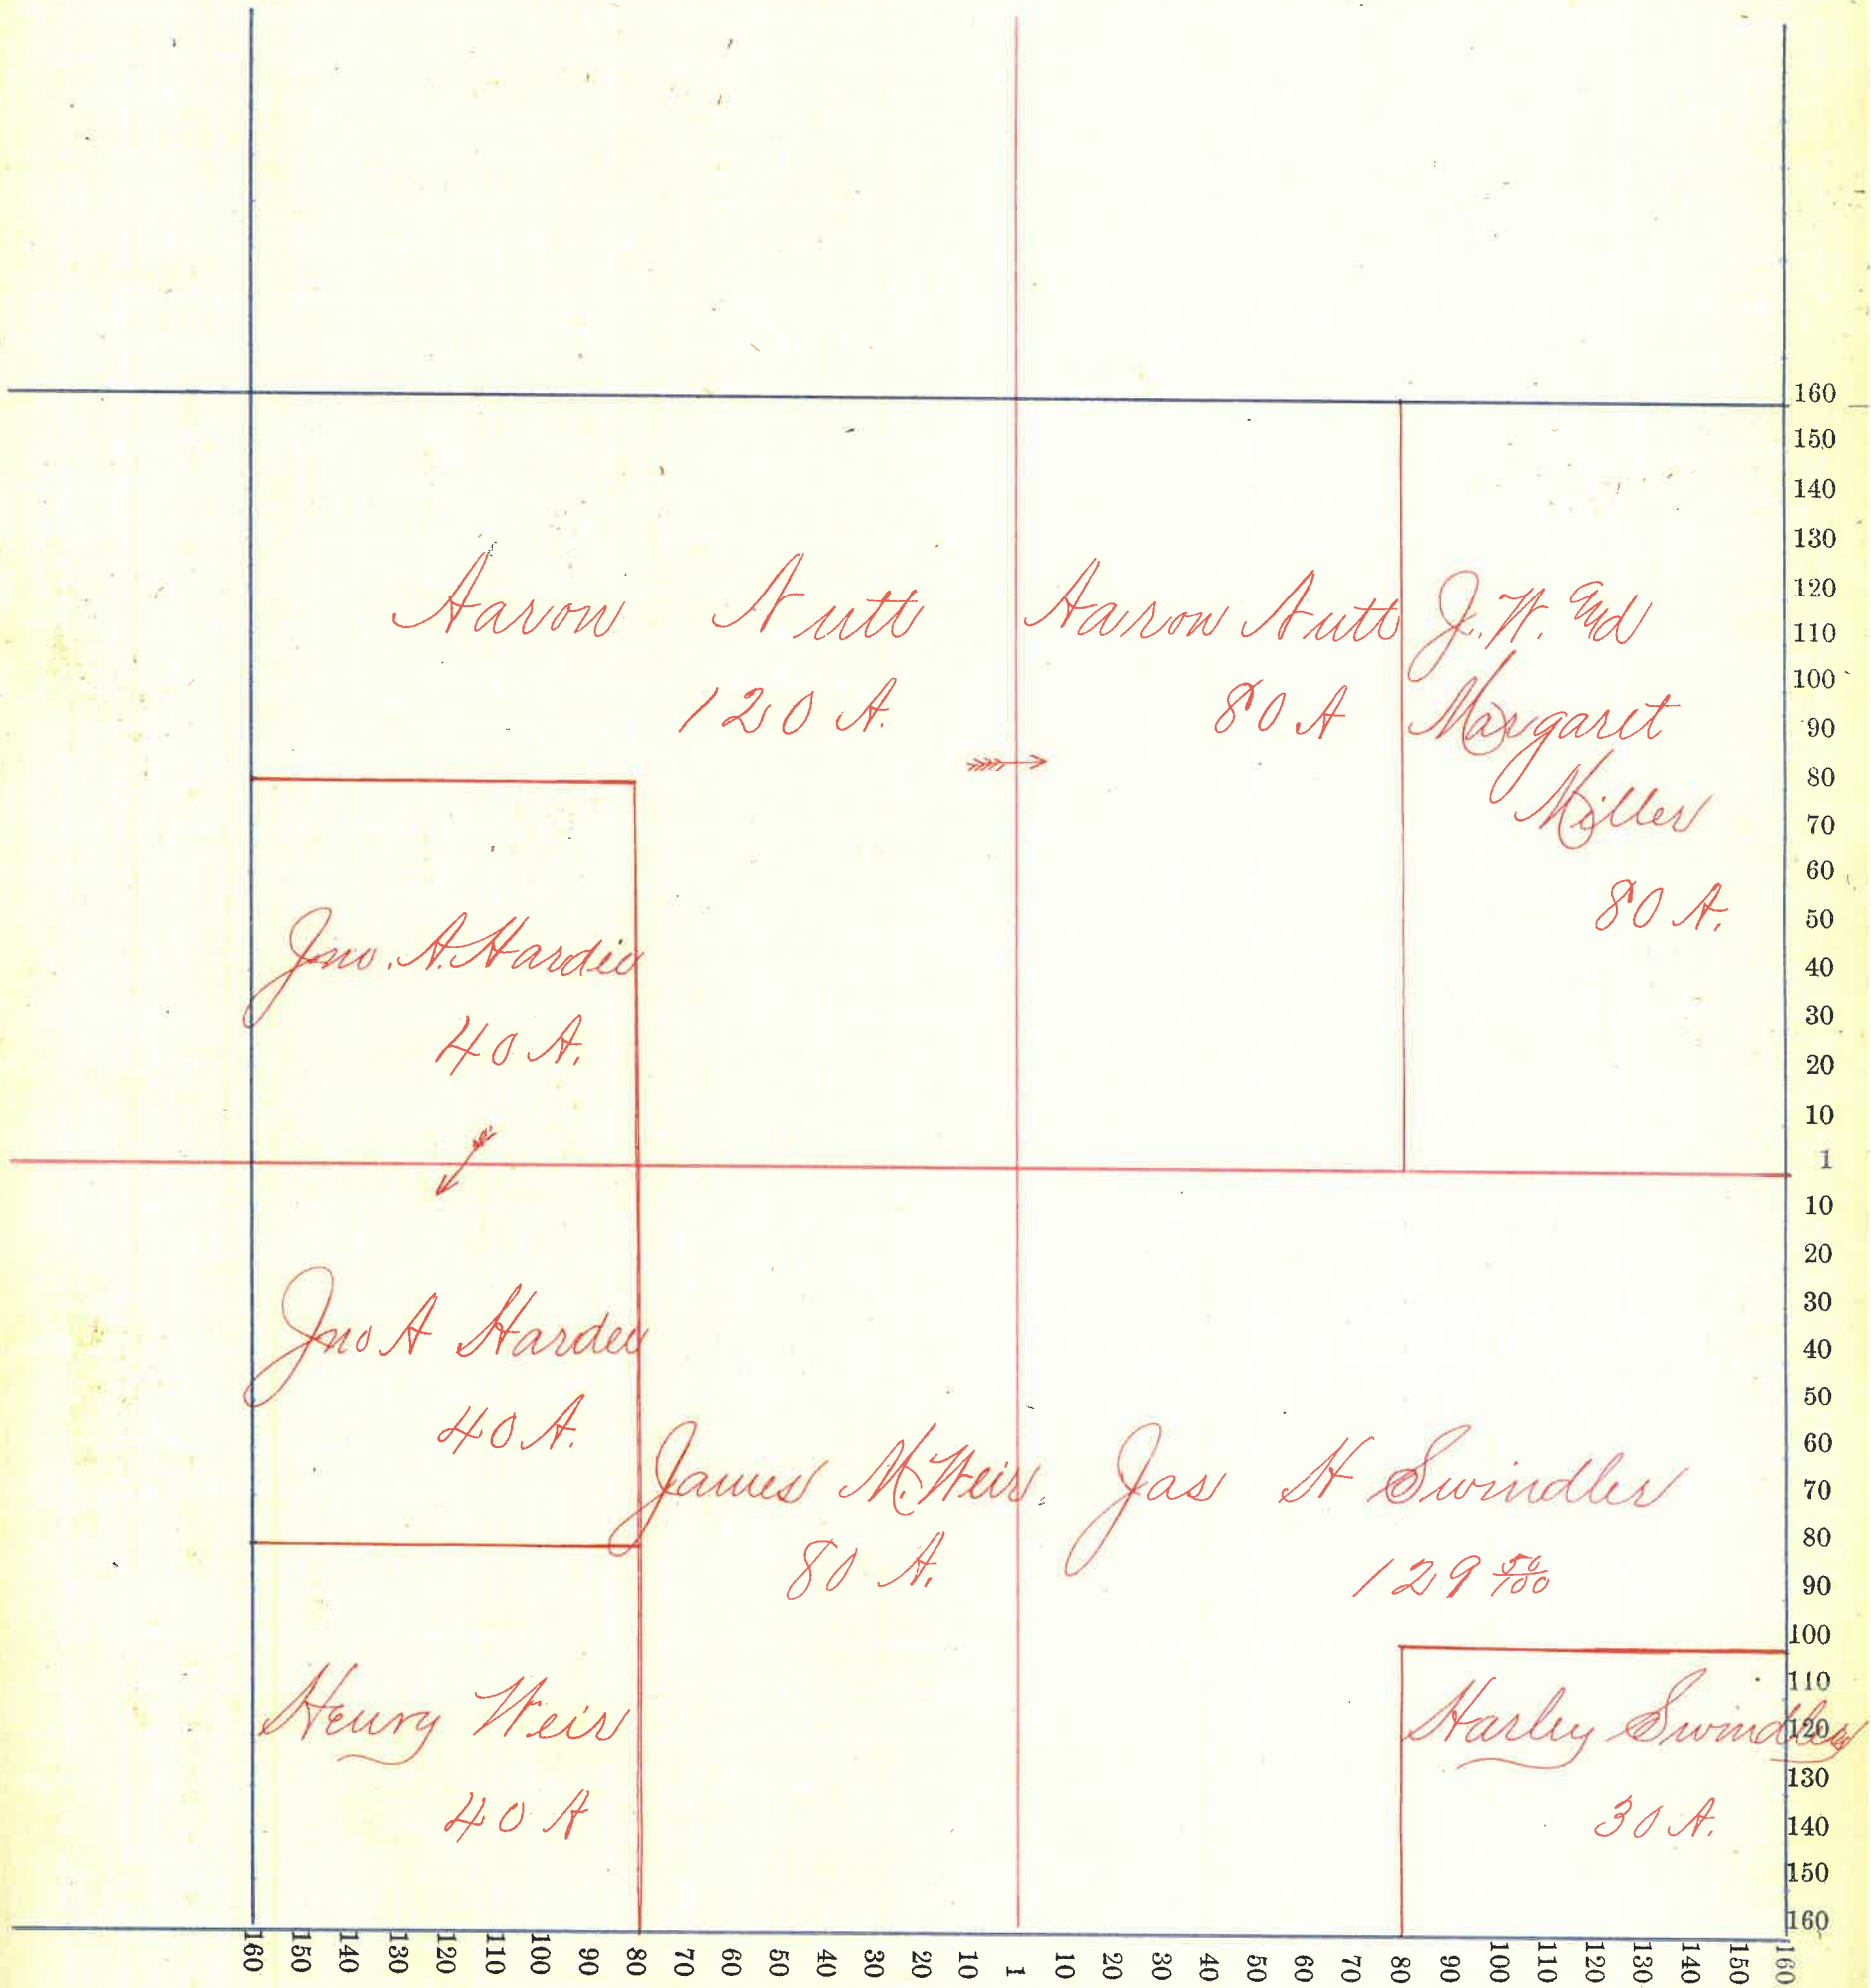 Aaron Nutt
120 A.
Aaron Nutt
80 A
J. W. And
Margaret
Miller
80 A.
Jno. A. Hardin
40 A.
Jno A Harden
40 A.
James M. Weir.
80 A.
Jas H Swindler
129 50/100
Henry Weir
40 A
Harley Swindler
30 A.
160
150
140
130
120
110
100
90
80
70
60
50
40
30
20
10
1
10
20
30
40
50
60
70
80
90
100
110
120
130
140
150
160
160 150 140 130 120 110 100 90 80 70 60 50 40 30 20 10 1 10 20 30 40 50 60 70 80 90 100 110 120 130 140 150 160